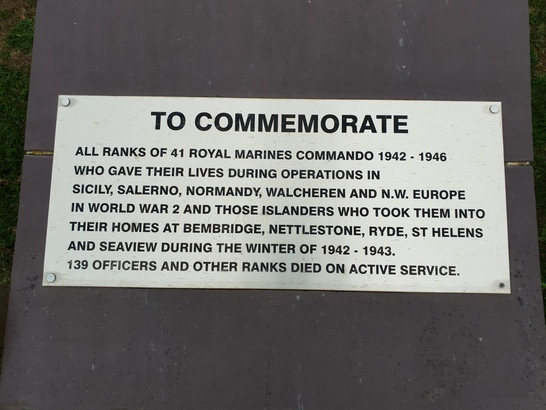 TO COMMEMORATE
ALL RANKS OF 41 ROYAL MARINES COMMANDO 1942 - 1946
WHO GAVE THEIR LIVES DURING OPERATIONS IN
SICILY, SALERNO, NORMANDY, WALCHEREN AND N.W. EUROPE
IN WORLD WAR 2 AND THOSE ISLANDERS WHO TOOK THEM INTO
THEIR HOMES AT BEMBRIDGE, NETTLESTONE, RYDE, ST HELENS
AND SEAVIEW DURING THE WINTER OF 1942 - 1943.
139 OFFICERS AND OTHER RANKS DIED ON ACTIVE SERVICE.